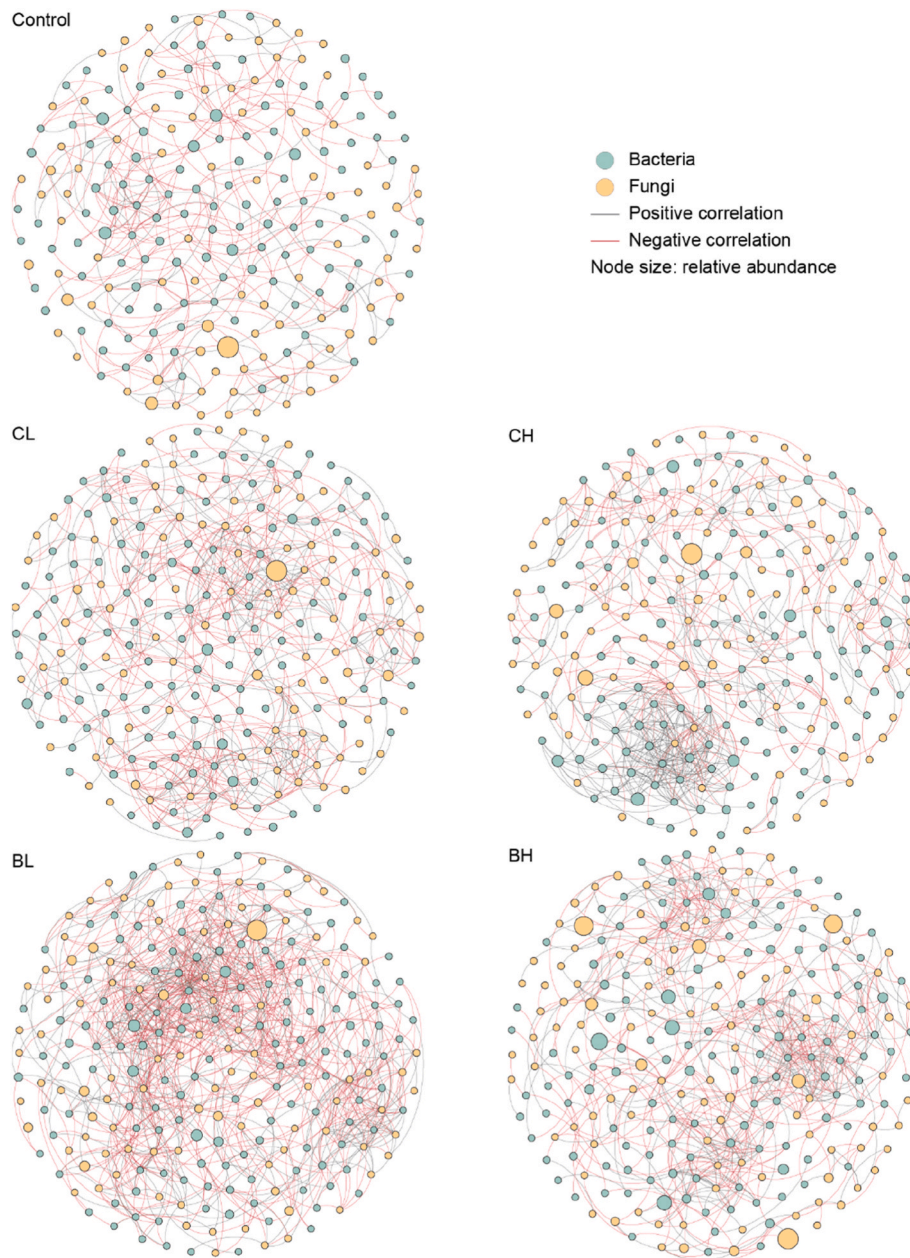 Control
Bacteria
Fungi
Positive correlation
Negative correlation
Node size: relative abundance
CL
CH
BL
BH